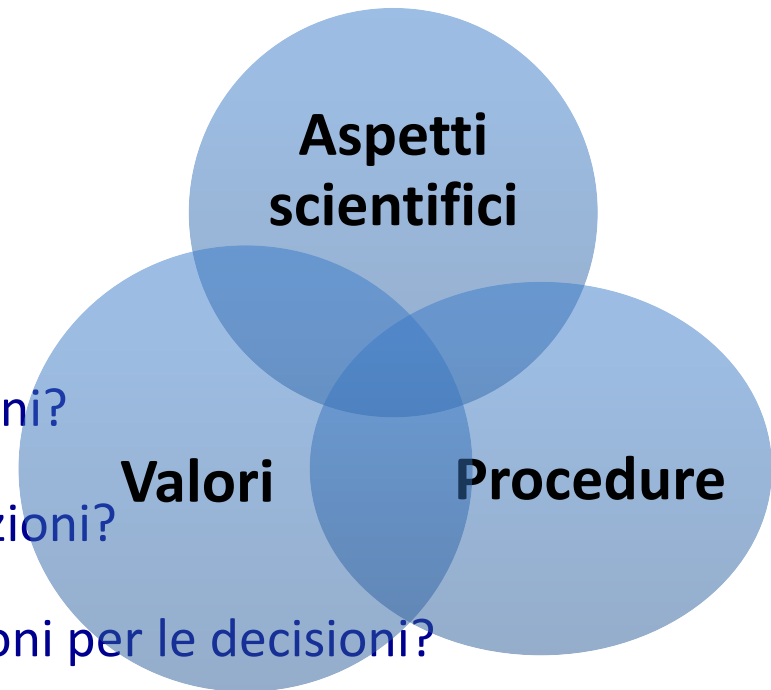 Aspetti
scientifici
ni?
Valori
Procedure
zioni?
oni per le decisioni?